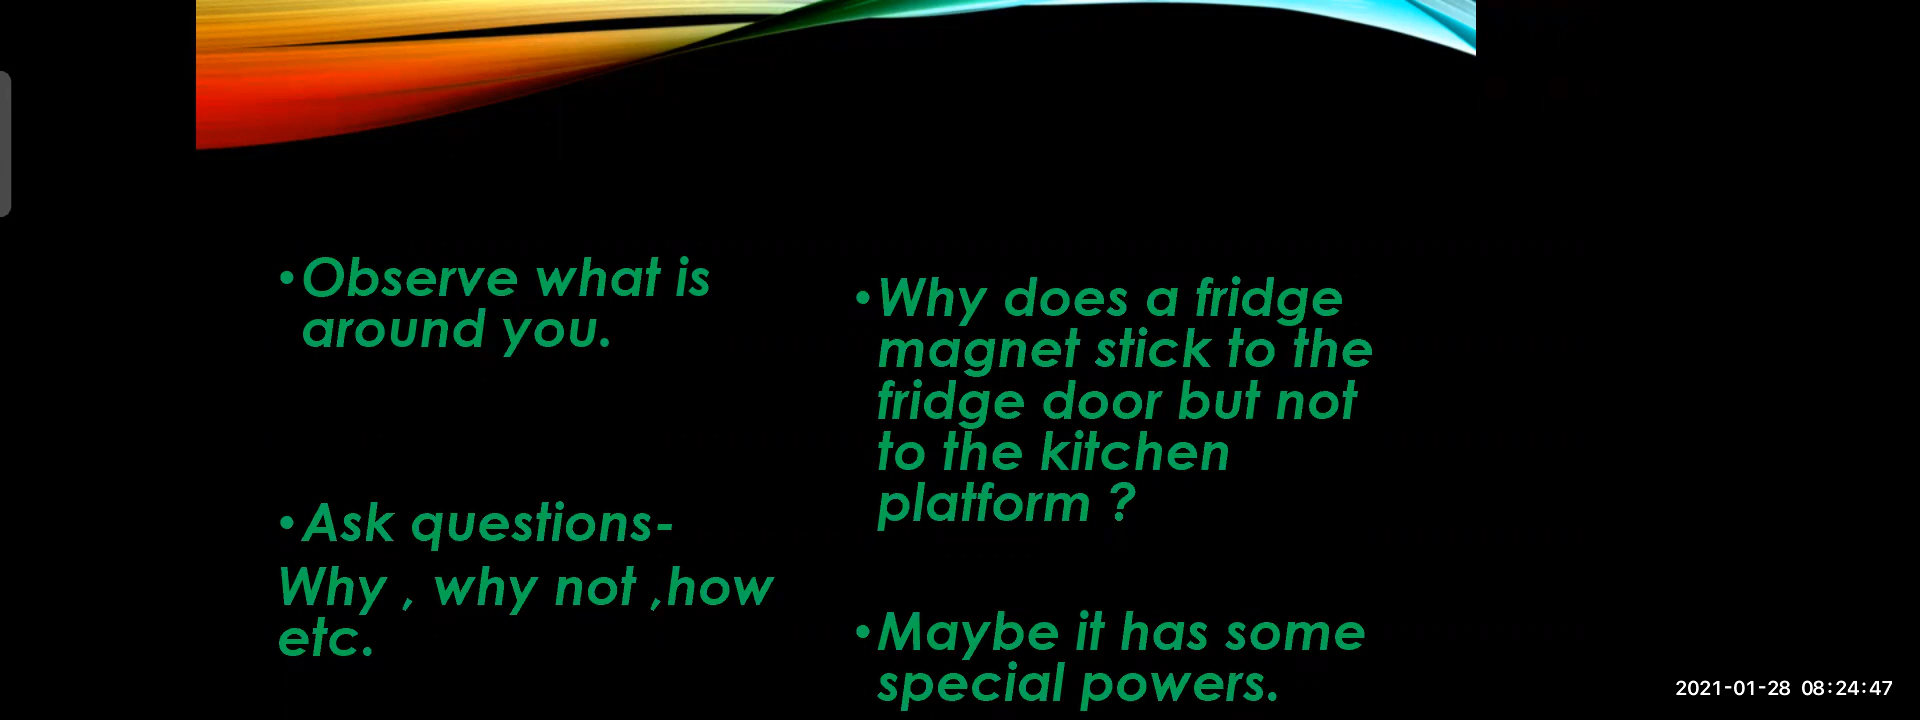 •Observe what is
around you.
•Ask questions-
Why , why not ,how
etc.
•Why does a fridge
magnet stick to the
fridge door but not
to the kitchen
platform ?
•Maybe it has some
special powers.
2021-01-28 08:24:47